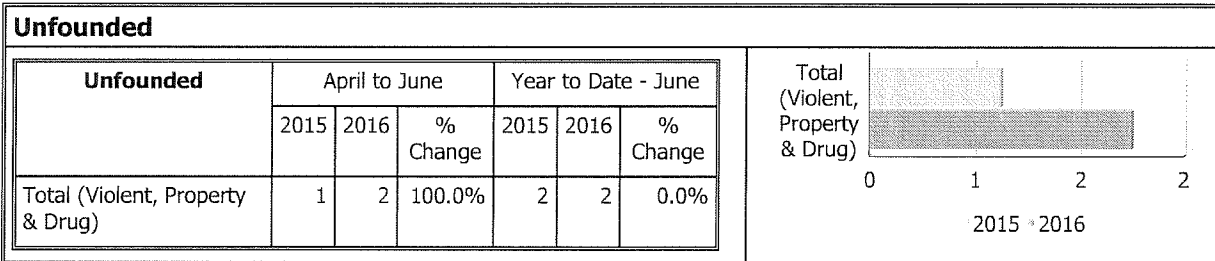 Unfounded
Unfounded April to June Year to Date - June
2015 2016 % Change 2015 2016 % Change
Total (Violent, Property & Drug) 1 2 100.0% 2 2 0.0%
Total
(Violent,
Property
& Drug)
0 1 2 2
2015 2016